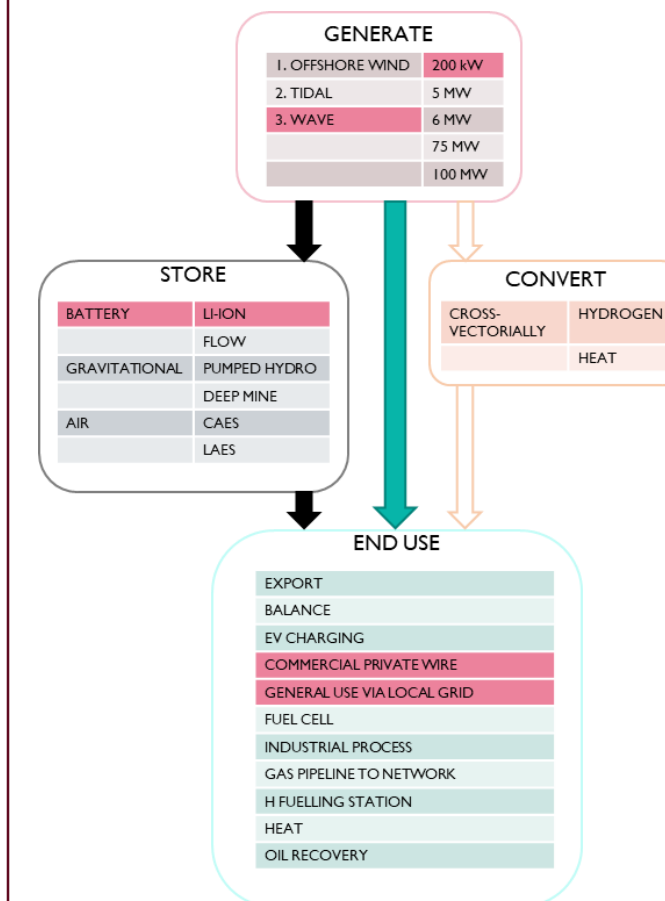 GENERATE
1. OFFSHORE WIND 200 kW
2. TIDAL 5 MW
3. WAVE 6 MW
75 MW
100 MW
STORE
BATTERY LI-ION
FLOW
GRAVITATIONAL PUMPED HYDRO
DEEP MINE
AIR CAES
LAES
CONVERT
CROSS- HYDROGEN
VECTORIALLY
HEAT
END USE
EXPORT
BALANCE
EV CHARGING
COMMERCIAL PRIVATE WIRE
GENERAL USE VIA LOCAL GRID
FUEL CELL
INDUSTRIAL PROCESS
GAS PIPELINE TO NETWORK
H FUELLING STATION
HEAT
OIL RECOVERY